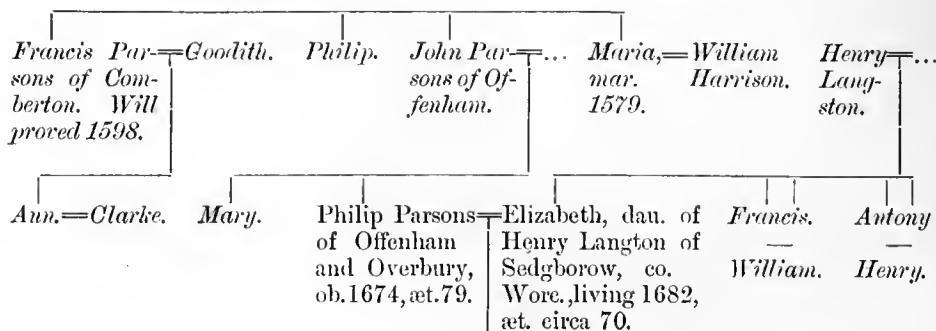 Francis Par-
sons of Com-
berton. Will
proved 1598.
Goodith.
Philip.
John Par-
sons of Of-
fenham.
...
Maria,
mar.
1579.
William
Harrison.
Henry
Lang-
ston.
...
Ann.
Clarke.
Mary.
Philip Parsons
of Offenham
and Overbury,
ob. 1674, æt. 79.
Elizabeth, dau. of
Henry Langton of
Sedgborow, co.
Worc., living 1682,
æt. circa 70.
Francis.
—
William.
Antony
—
Henry.